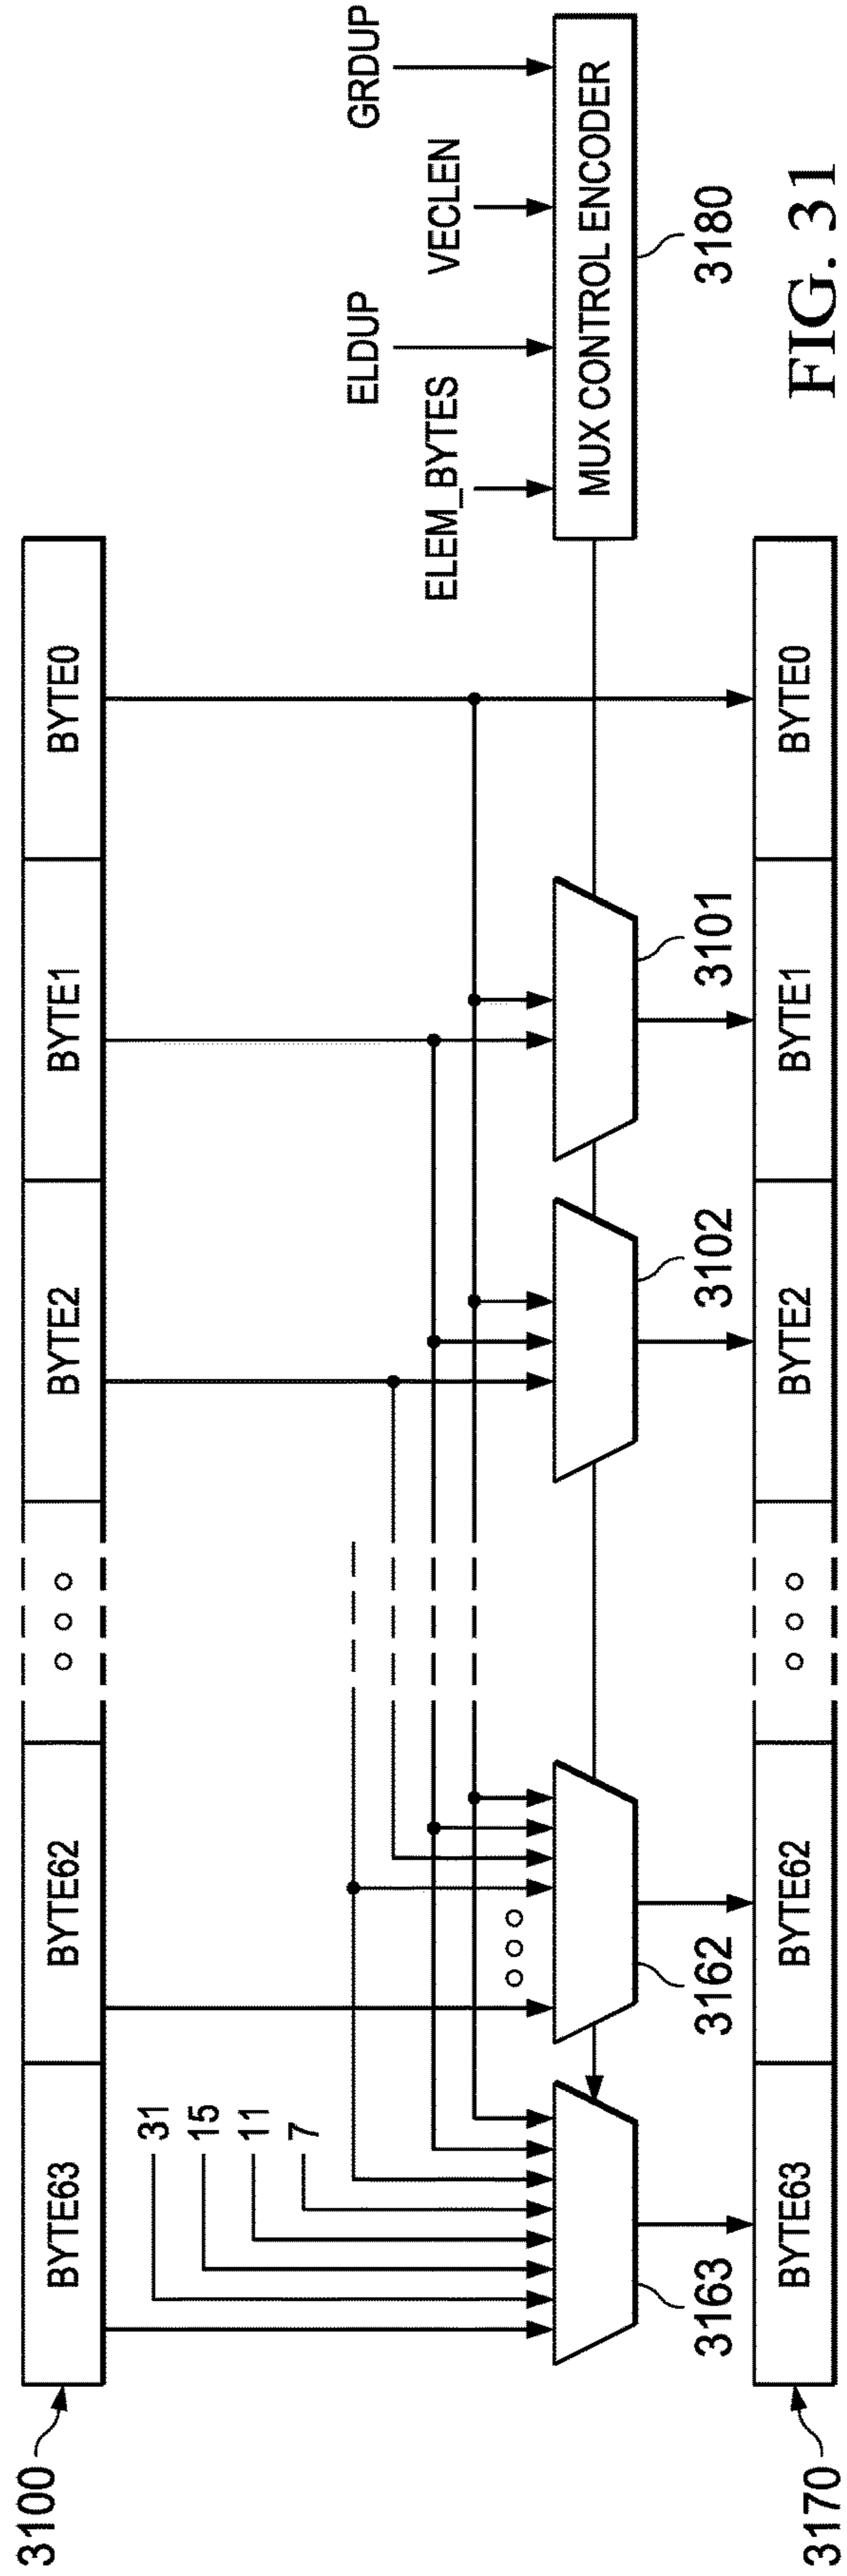 3100
BYTE63
BYTE62
BYTE2
BYTE1
BYTE0
31
15
11
7
GRDUP
VECLEN
ELDUP
ELEM_BYTES
MUX CONTROL ENCODER
3180
3163
3162
3102
3101
3170
BYTE63
BYTE62
BYTE2
BYTE1
BYTE0
FIG. 31